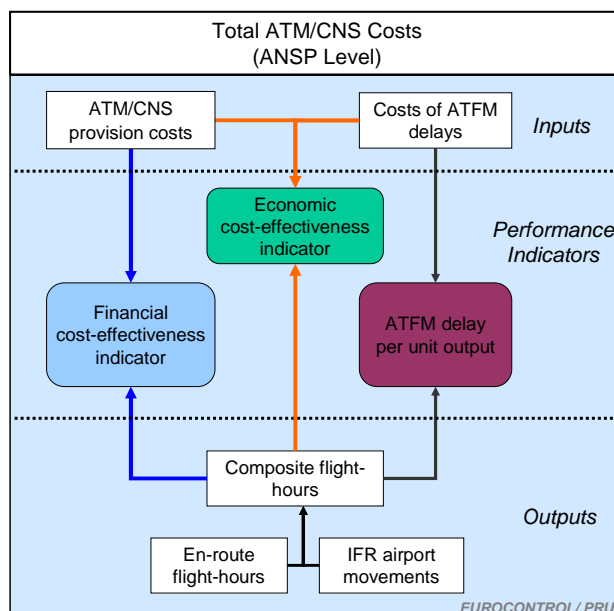 Total ATM/CNS Costs
(ANSP Level)
ATM/CNS
provision costs
Costs of ATFM
delays
Inputs
Economic
cost-effectiveness
indicator
Performance
Indicators
Financial
cost-effectiveness
indicator
ATFM delay
per unit output
Composite flight-
hours
Outputs
En-route
flight-hours
IFR airport
movements
EUROCONTROL/ PRU